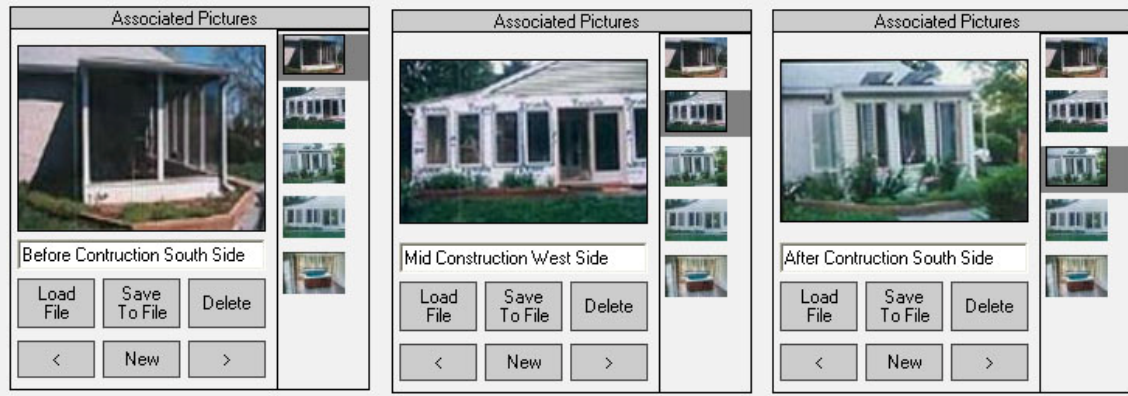 Associated Pictures
Before Contruction South Side
Load File
Save To File
Delete
<
New
>
Associated Pictures
Mid Construction West Side
Load File
Save To File
Delete
<
New
>
Associated Pictures
After Contruction South Side
Load File
Save To File
Delete
<
New
>